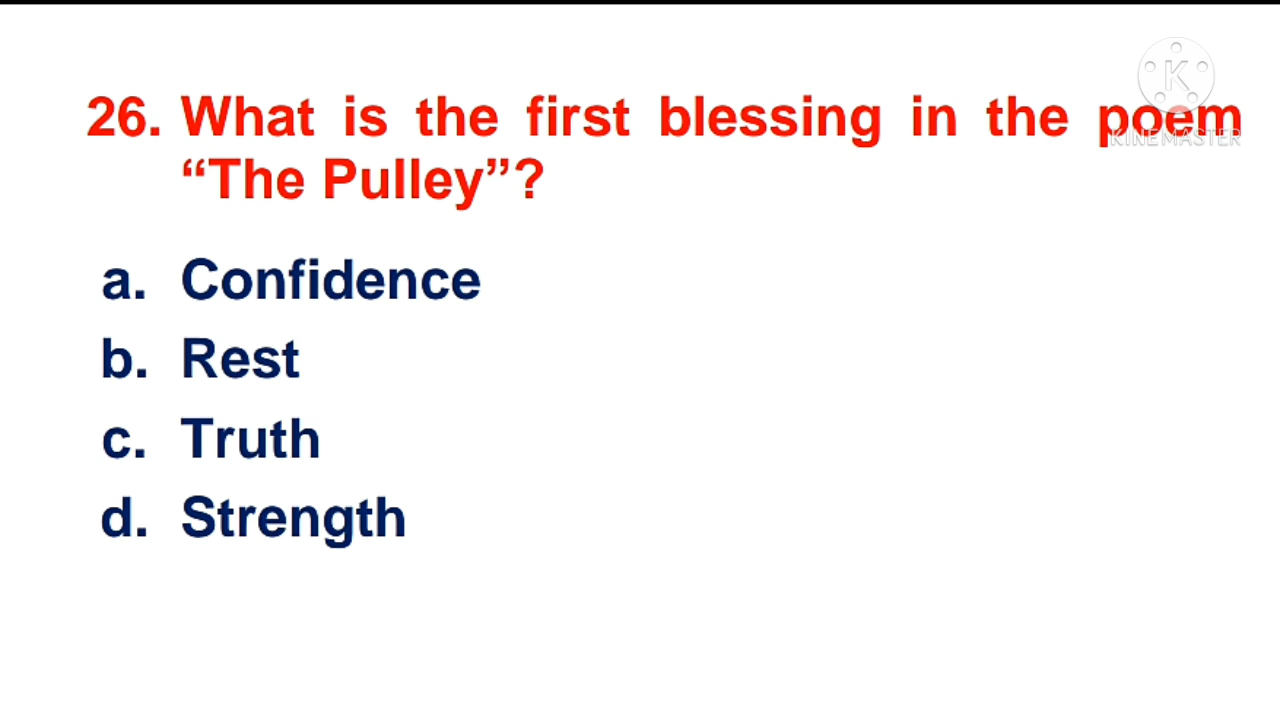 26. What is the first blessing in the poem
“The Pulley”?
a. Confidence
b. Rest
c. Truth
d. Strength
K
KINEMASTER